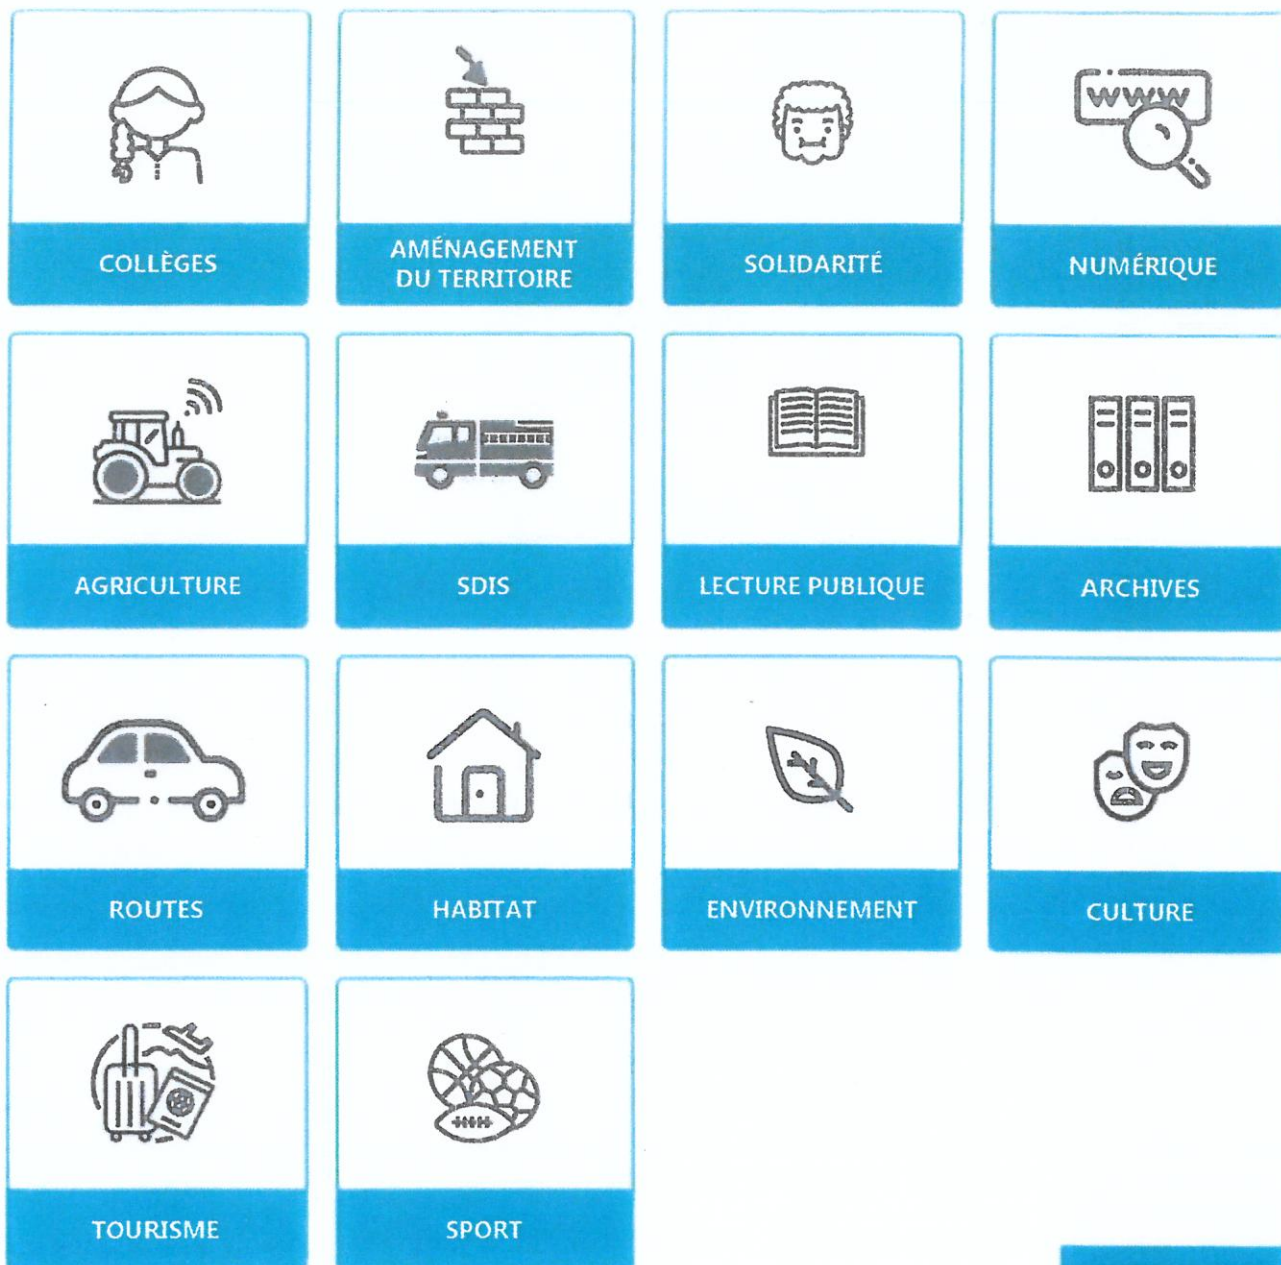 WWW
COLLÈGES
AMÉNAGEMENT
DU TERRITOIRE
SOLIDARITÉ
NUMÉRIQUE
AGRICULTURE
SDIS
LECTURE PUBLIQUE
ARCHIVES
ROUTES
HABITAT
ENVIRONNEMENT
CULTURE
TOURISME
SPORT